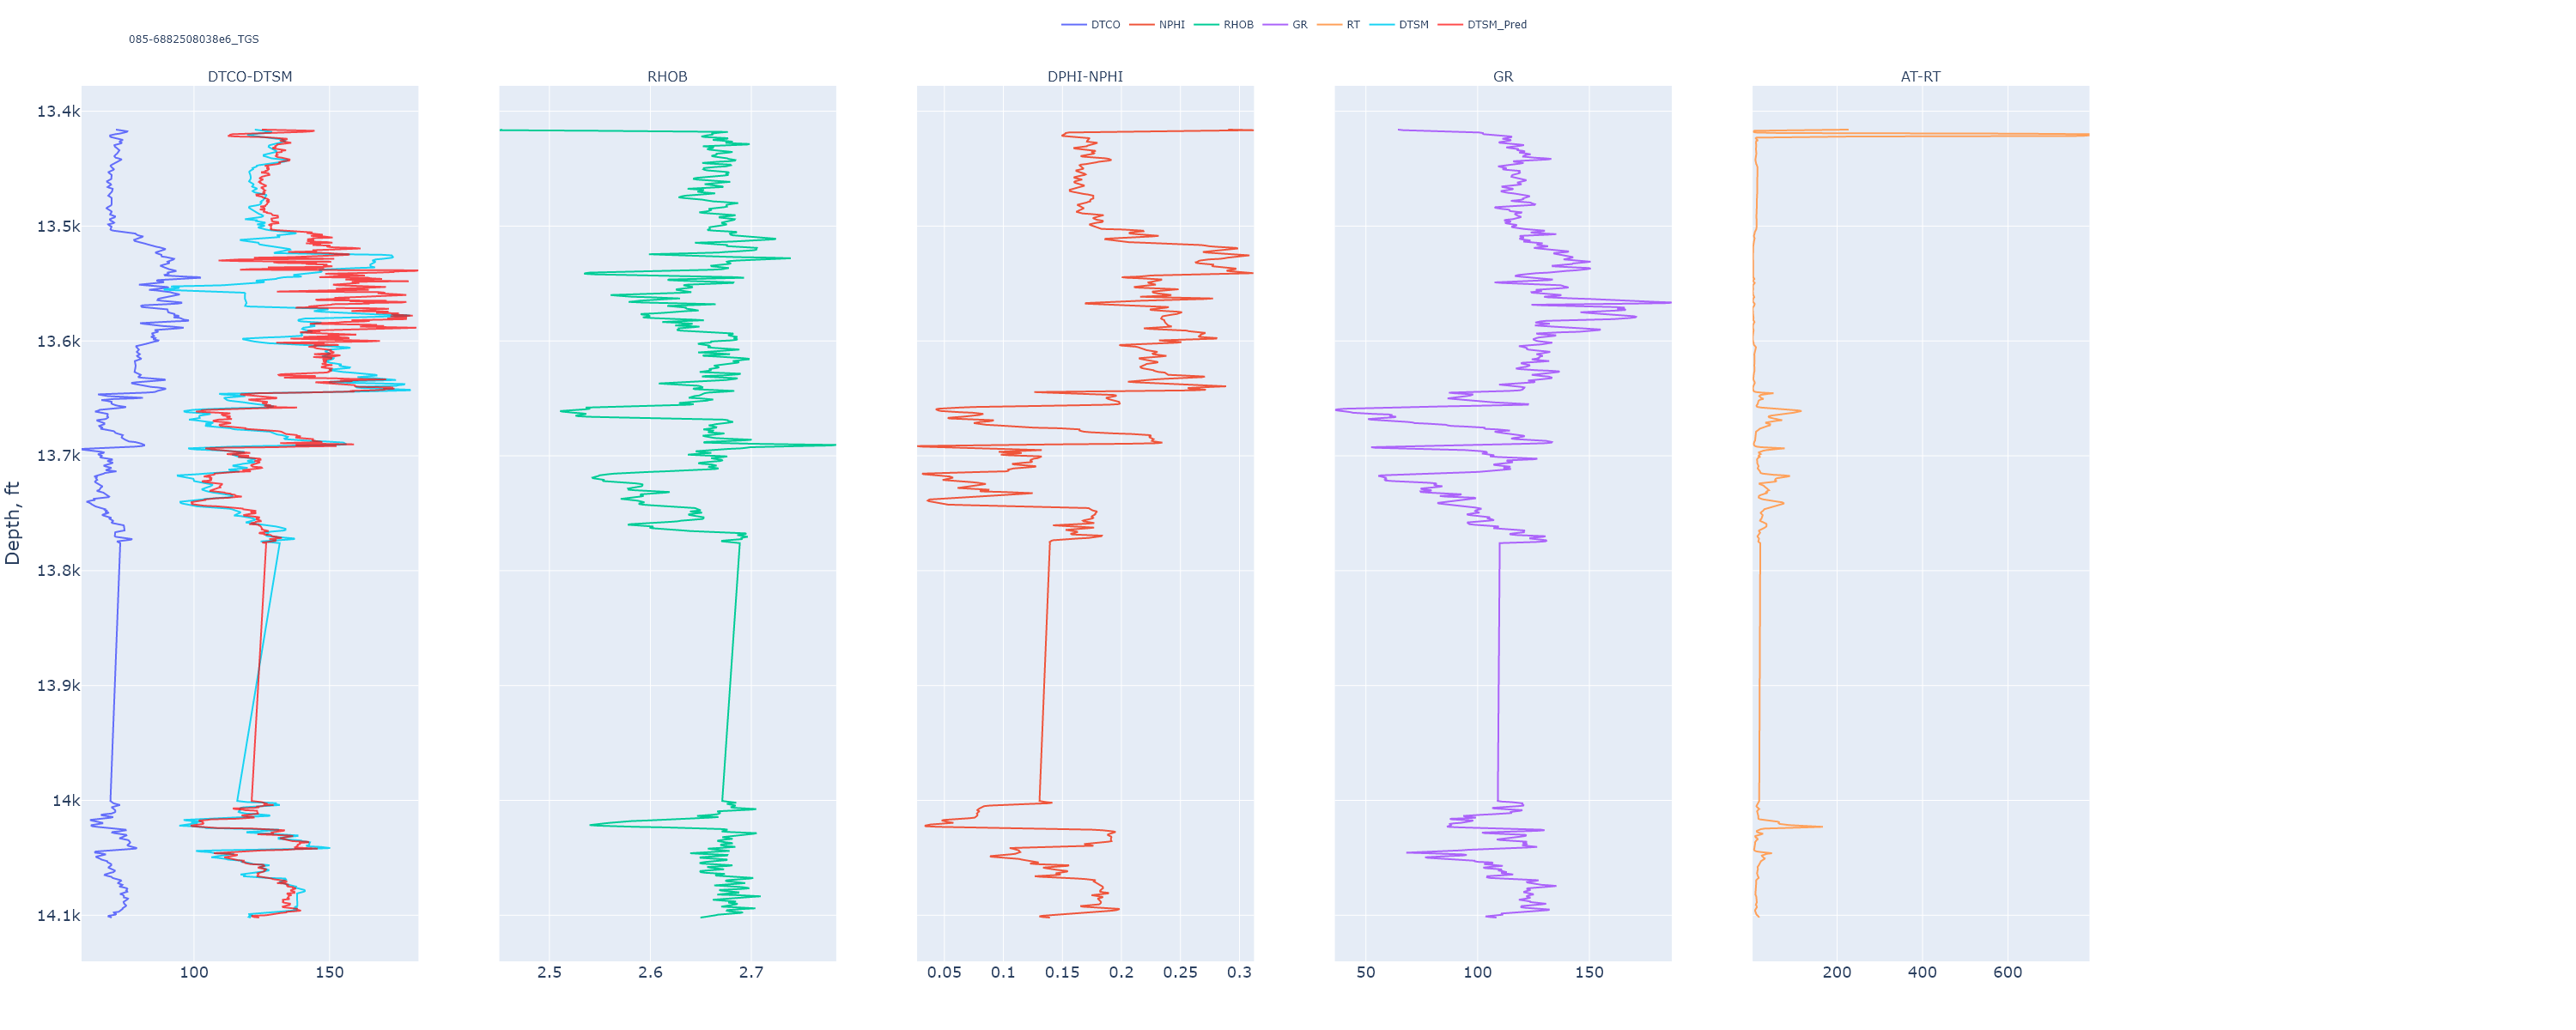 DTCO NPHI RHOB GR RT DTSM DTSM_Pred
085-6882508038e6_TGS
DTCO-DTSM RHOB DPHI-NPHI GR AT-RT
Depth, ft
13.4k
13.5k
13.6k
13.7k
13.8k
13.9k
14k
14.1k
100 150 2.5 2.6 2.7 0.05 0.1 0.15 0.2 0.25 0.3 50 100 150 200 400 600